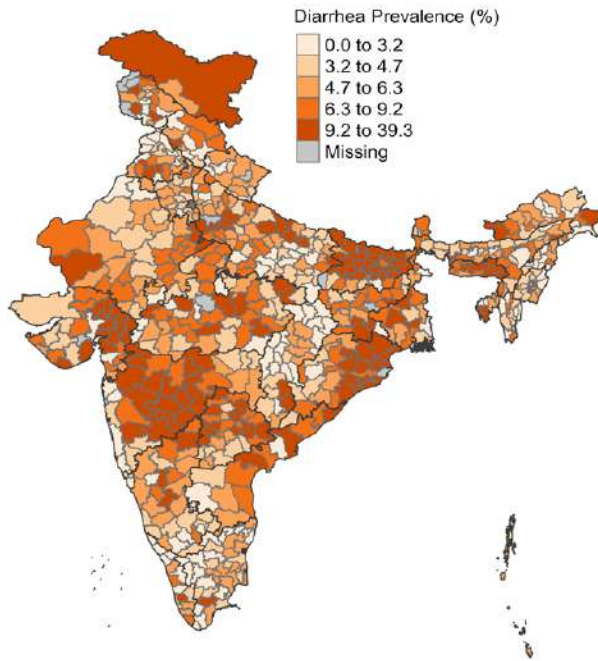 Diarrhea Prevalence (%)
0.0 to 3.2
3.2 to 4.7
4.7 to 6.3
6.3 to 9.2
9.2 to 39.3
Missing